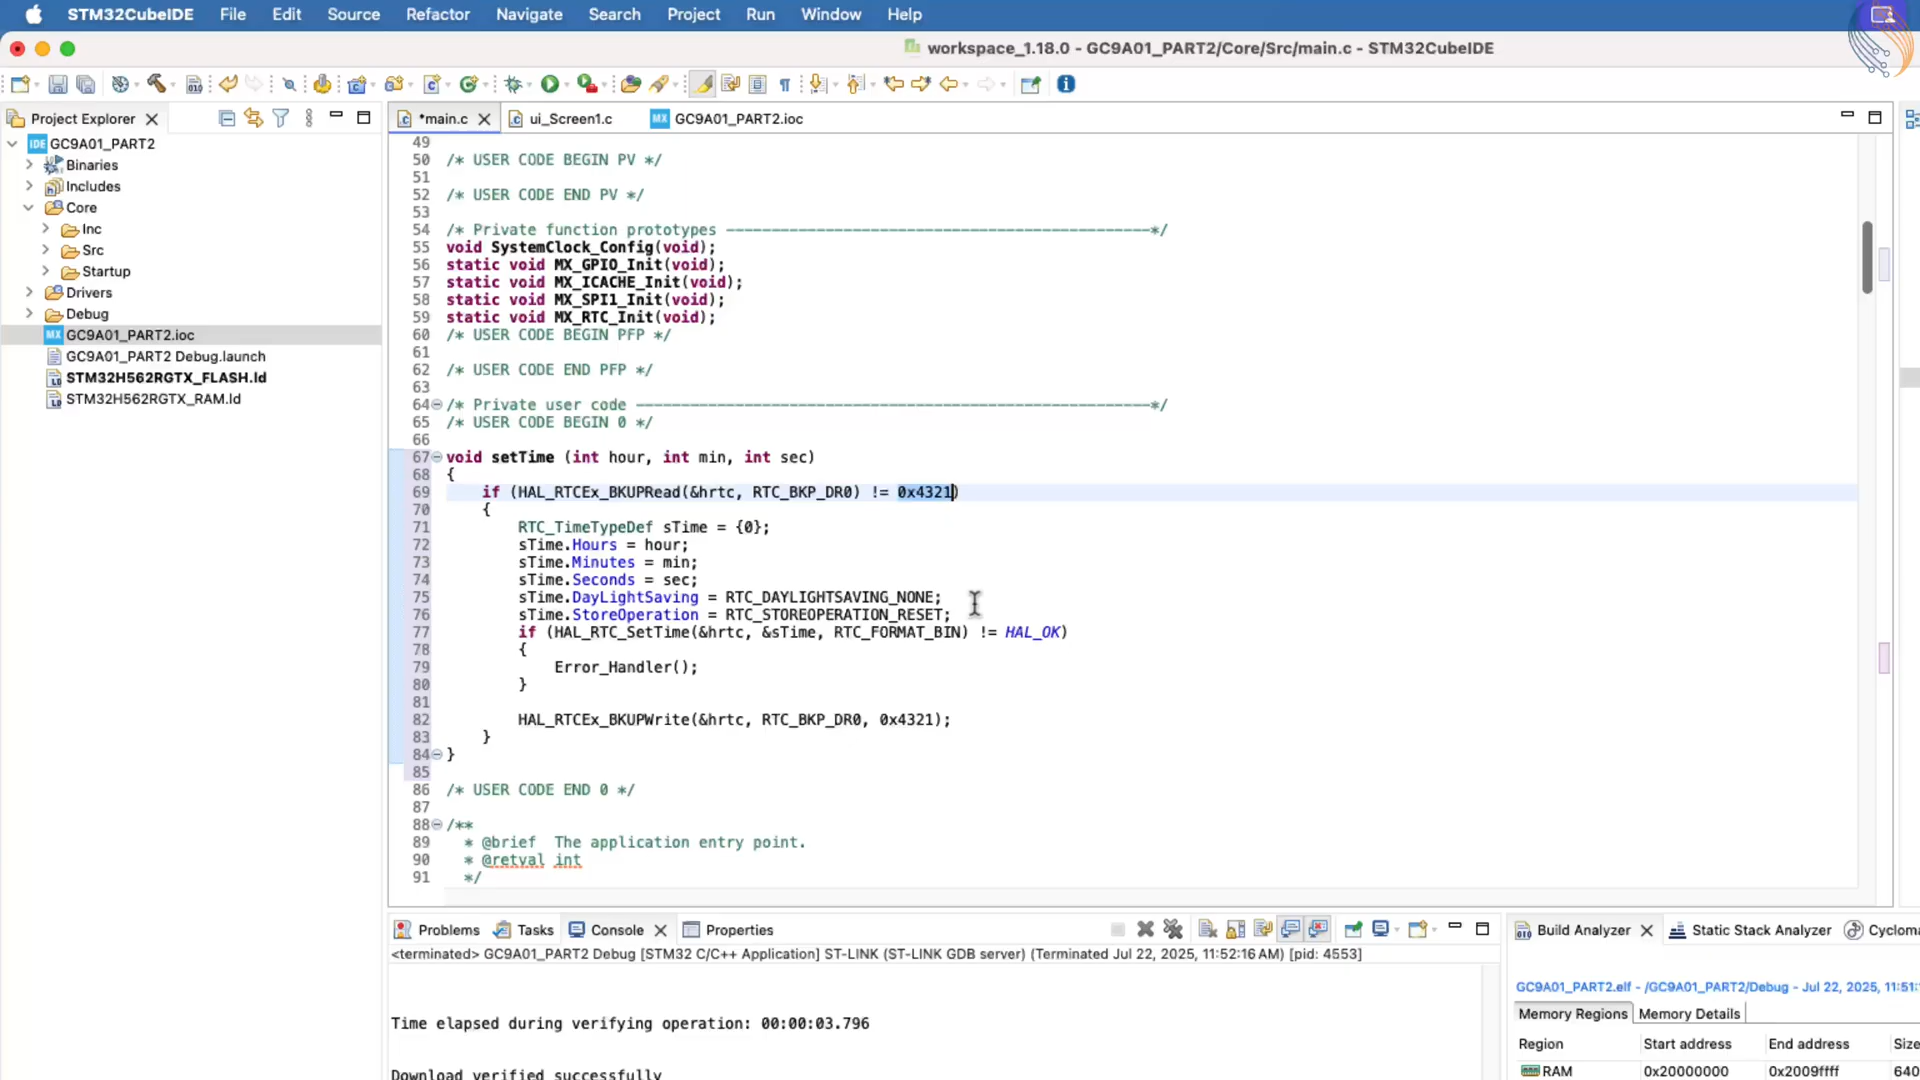 STM32CubeIDE File Edit Source Refactor Navigate Search Project Run Window Help
workspace_1.18.0 - GC9A01_PART2/Core/Src/main.c - STM32CubeIDE
Project Explorer
*main.c ui_Screen1.c MX GC9A01_PART2.ioc
IDE GC9A01_PART2
Binaries
Includes
Core
Inc
Src
Startup
Drivers
Debug
MX GC9A01_PART2.ioc
GC9A01_PART2 Debug.launch
STM32H562RGTX_FLASH.ld
STM32H562RGTX_RAM.ld
49
50 /* USER CODE BEGIN PV */
51
52 /* USER CODE END PV */
53
54 /* Private function prototypes -----------------------------------------------*/
55 void SystemClock_Config(void);
56 static void MX_GPIO_Init(void);
57 static void MX_ICACHE_Init(void);
58 static void MX_SPI1_Init(void);
59 static void MX_RTC_Init(void);
60 /* USER CODE BEGIN PFP */
61
62 /* USER CODE END PFP */
63
64 /* Private user code ---------------------------------------------------------*/
65 /* USER CODE BEGIN 0 */
66
67 void setTime (int hour, int min, int sec)
68 {
69 if (HAL_RTCEx_BKUPRead(&hrtc, RTC_BKP_DR0) != 0x4321)
70 {
71 RTC_TimeTypeDef sTime = {0};
72 sTime.Hours = hour;
73 sTime.Minutes = min;
74 sTime.Seconds = sec;
75 sTime.DayLightSaving = RTC_DAYLIGHTSAVING_NONE;
76 sTime.StoreOperation = RTC_STOREOPERATION_RESET;
77 if (HAL_RTC_SetTime(&hrtc, &sTime, RTC_FORMAT_BIN) != HAL_OK)
78 {
79 Error_Handler();
80 }
81
82 HAL_RTCEx_BKUPWrite(&hrtc, RTC_BKP_DR0, 0x4321);
83 }
84 }
85
86 /* USER CODE END 0 */
87
88 /**
89 * @brief The application entry point.
90 * @retval int
91 */
Problems Tasks Console Properties
<terminated> GC9A01_PART2 Debug [STM32 C/C++ Application] ST-LINK (ST-LINK GDB server) (Terminated Jul 22, 2025, 11:52:16 AM) [pid: 4553]
Time elapsed during verifying operation: 00:00:03.796
Download verified successfully
Build Analyzer Static Stack Analyzer Cycloma
GC9A01_PART2.elf - /GC9A01_PART2/Debug - Jul 22, 2025, 11:51:
Memory Regions Memory Details
Region Start address End address Size
RAM 0x20000000 0x2009ffff 640